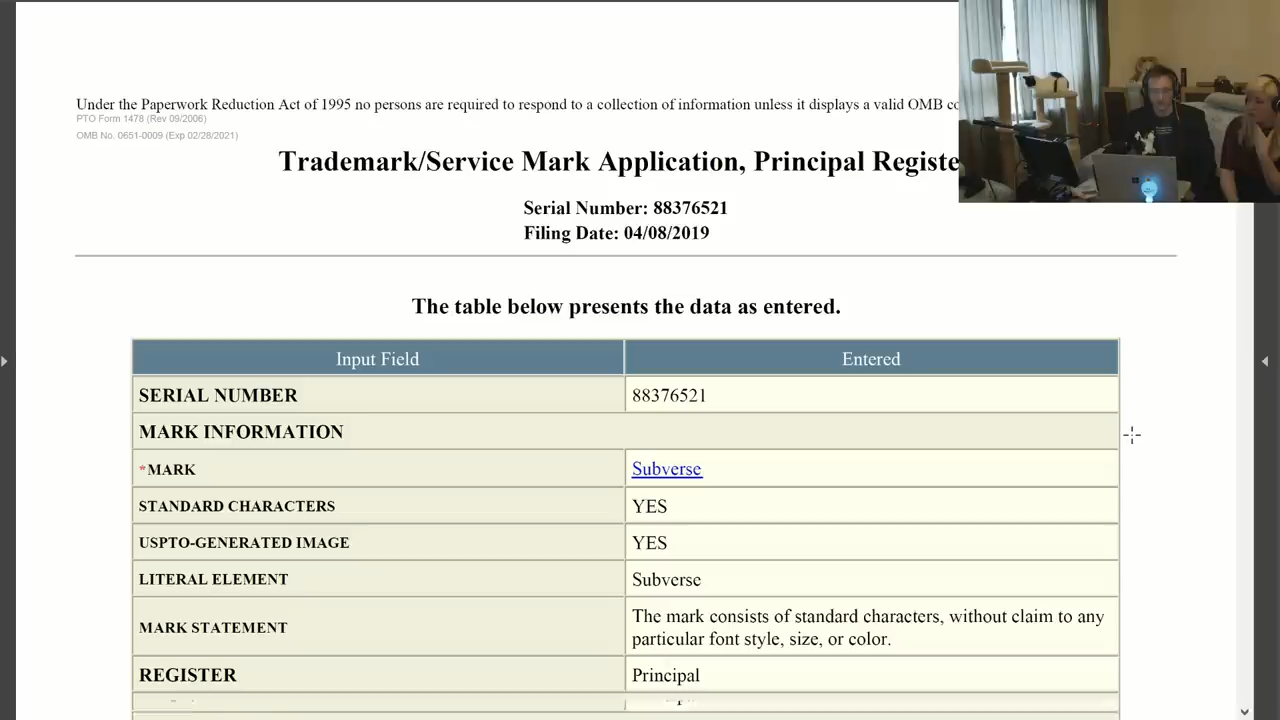 Under the Paperwork Reduction Act of 1995 no persons are required to respond to a collection of information unless it displays a valid OMB
PTO Form 1478 (Rev 09/2006)
OMB No. 0651-0009 (Exp 02/28/2021)
Trademark/Service Mark Application, Principal Registe
Serial Number: 88376521
Filing Date: 04/08/2019
The table below presents the data as entered.
Input Field Entered
SERIAL NUMBER 88376521
MARK INFORMATION
*MARK Subverse
STANDARD CHARACTERS YES
USPTO-GENERATED IMAGE YES
LITERAL ELEMENT Subverse
MARK STATEMENT The mark consists of standard characters, without claim to any
particular font style, size, or color.
REGISTER Principal